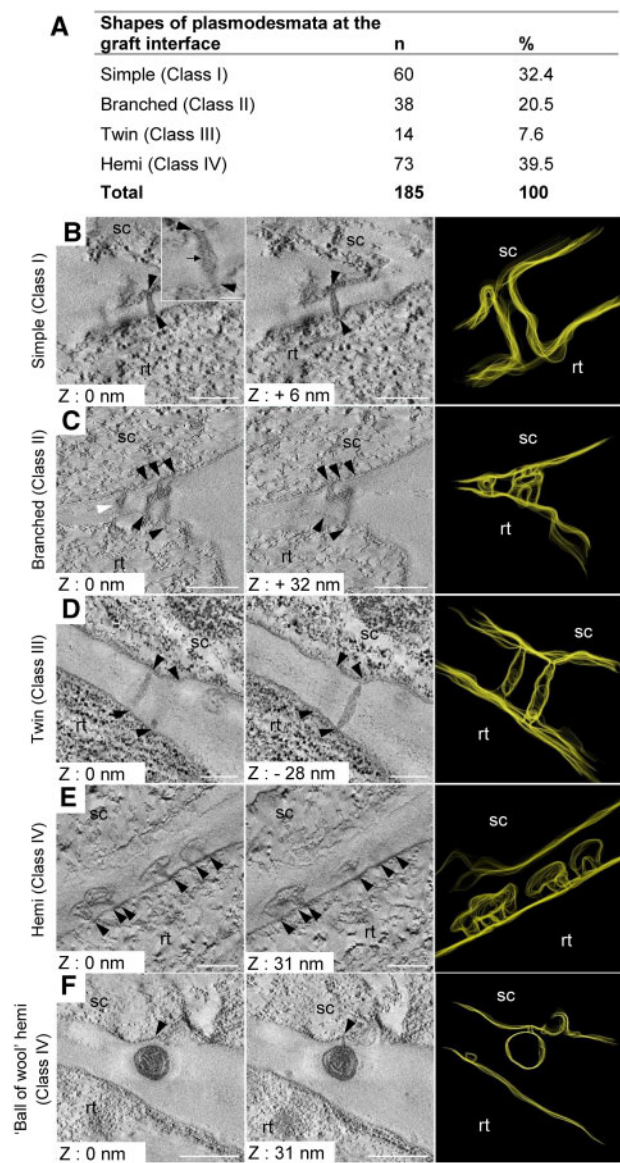 A
Shapes of plasmodesmata at the graft interface n %
Simple (Class I) 60 32.4
Branched (Class II) 38 20.5
Twin (Class III) 14 7.6
Hemi (Class IV) 73 39.5
Total 185 100
B
Simple (Class I)
sc sc sc
rt rt rt
Z : 0 nm Z : + 6 nm
C
Branched (Class II)
sc sc sc
rt rt rt
Z : 0 nm Z : + 32 nm
D
Twin (Class III)
sc sc sc
rt rt rt
Z : 0 nm Z : - 28 nm
E
Hemi (Class IV)
sc sc sc
rt rt rt
Z : 0 nm Z : 31 nm
F
'Ball of wool' hemi
(Class IV)
sc sc sc
rt rt rt
Z : 0 nm Z : 31 nm